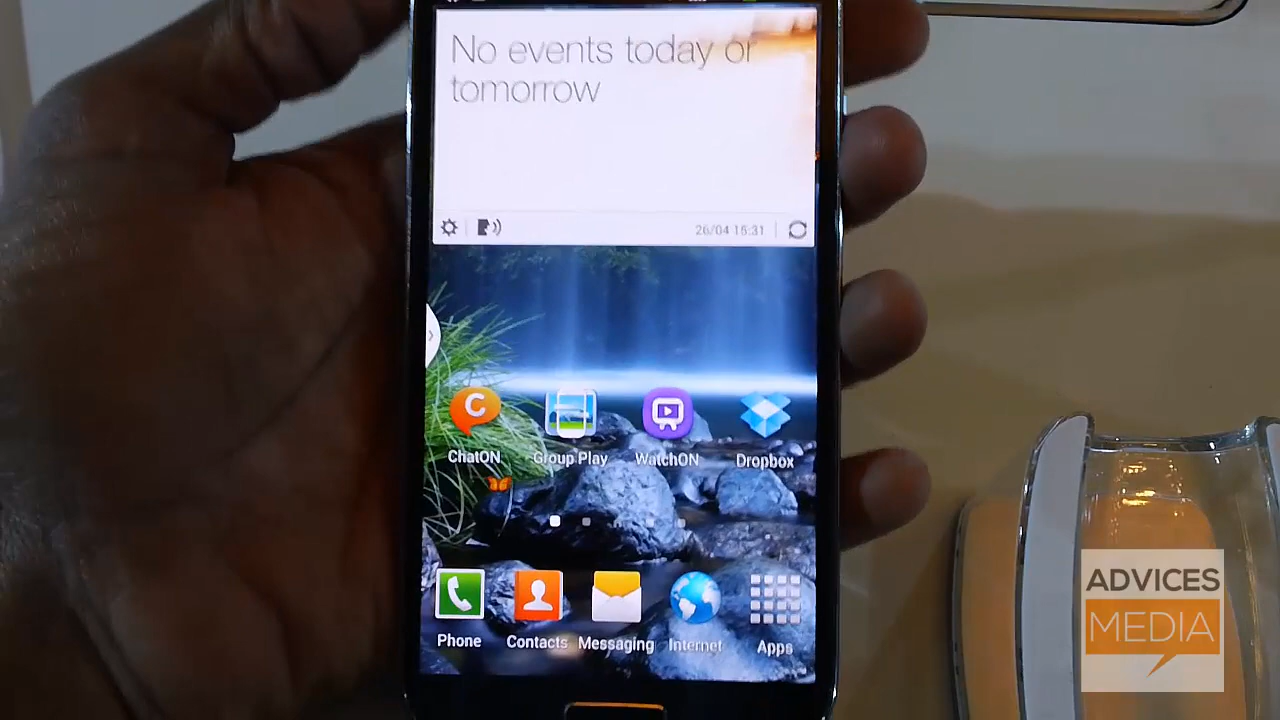 No events today or
tomorrow
26/04 15:31
C
ChatON
Group Play
WatchON
Dropbox
Phone
Contacts
Messaging
Internet
Apps
ADVICES
MEDIA